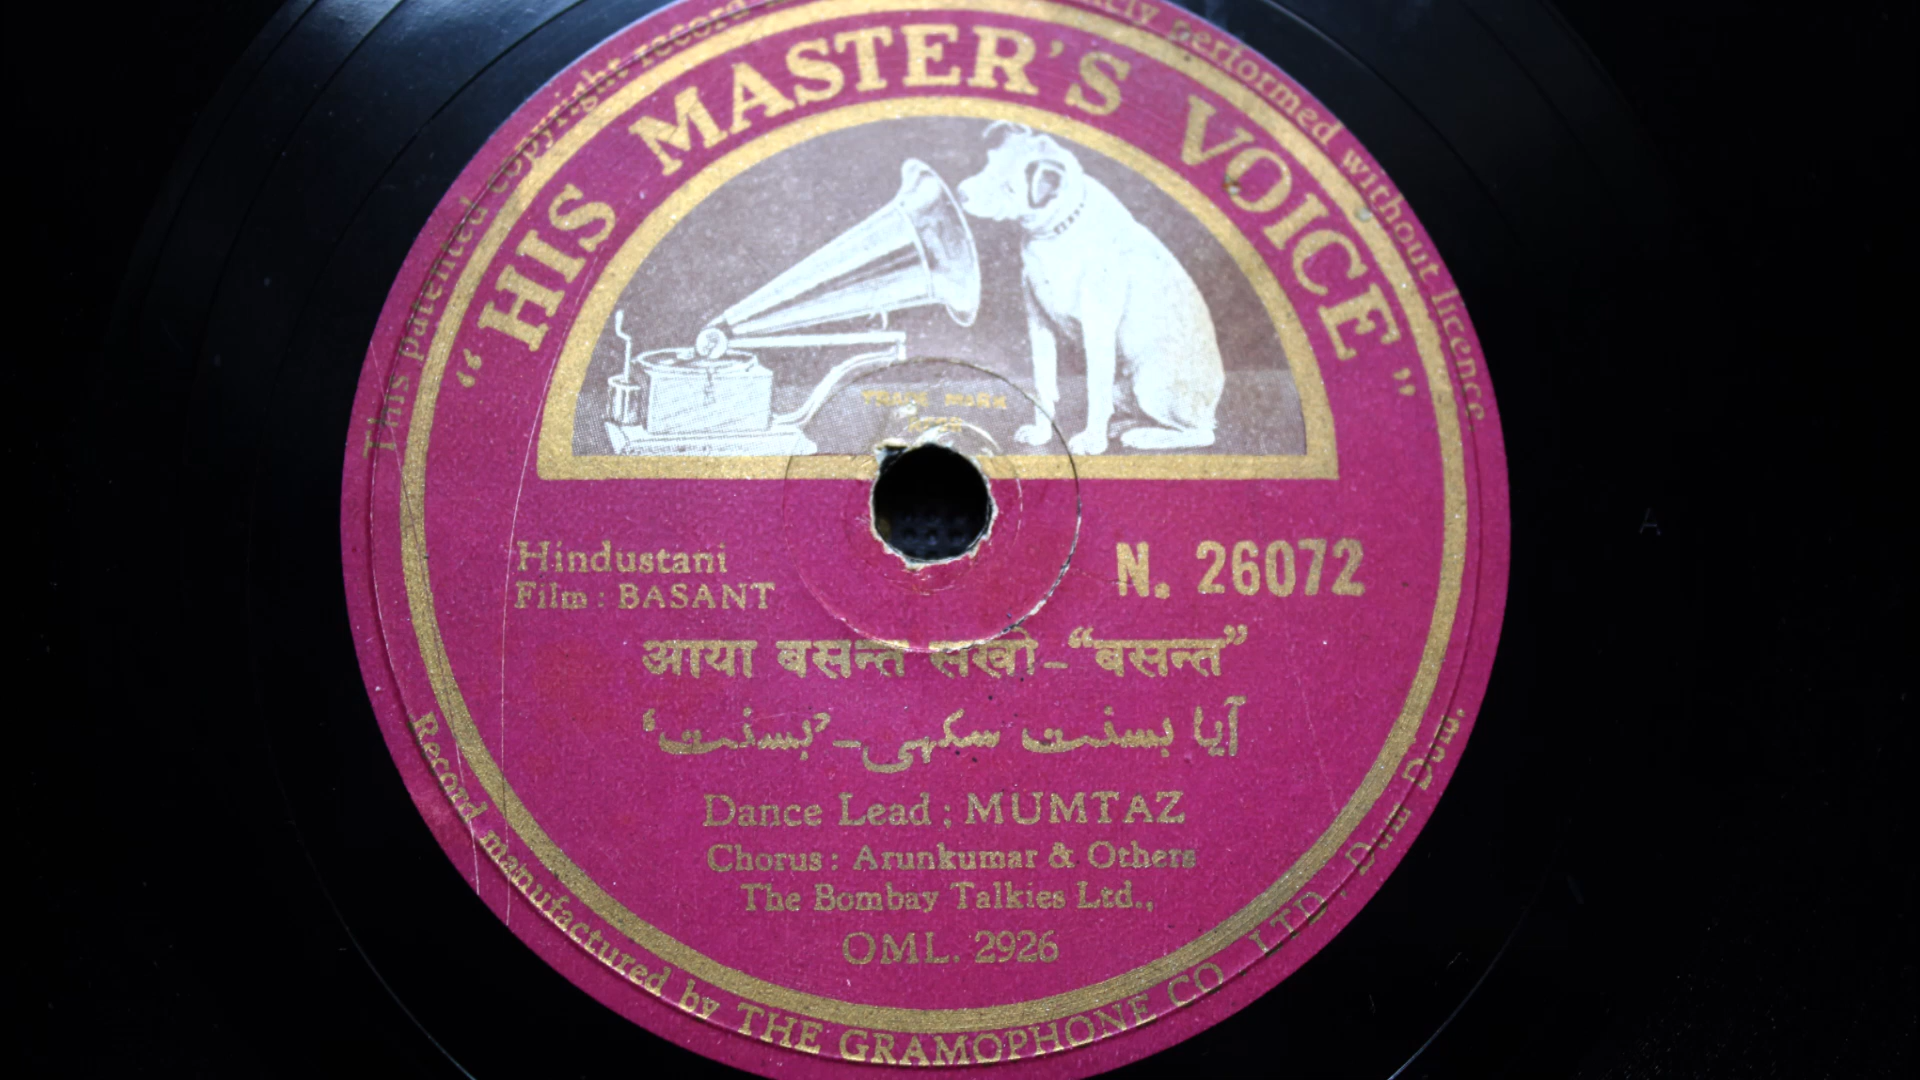 This patented copyright record performed without licence
“HIS MASTER'S VOICE”
TRADE MARK
Hindustani
Film : BASANT
N. 26072
आया बसन्त सखी–“बसन्त”
آیا بسنت سکھی–’بسنت‘
Dance Lead : MUMTAZ
Chorus : Arunkumar & Others
The Bombay Talkies Ltd.,
OML. 2926
Record manufactured by THE GRAMOPHONE CO. LTD., Dum Dum.